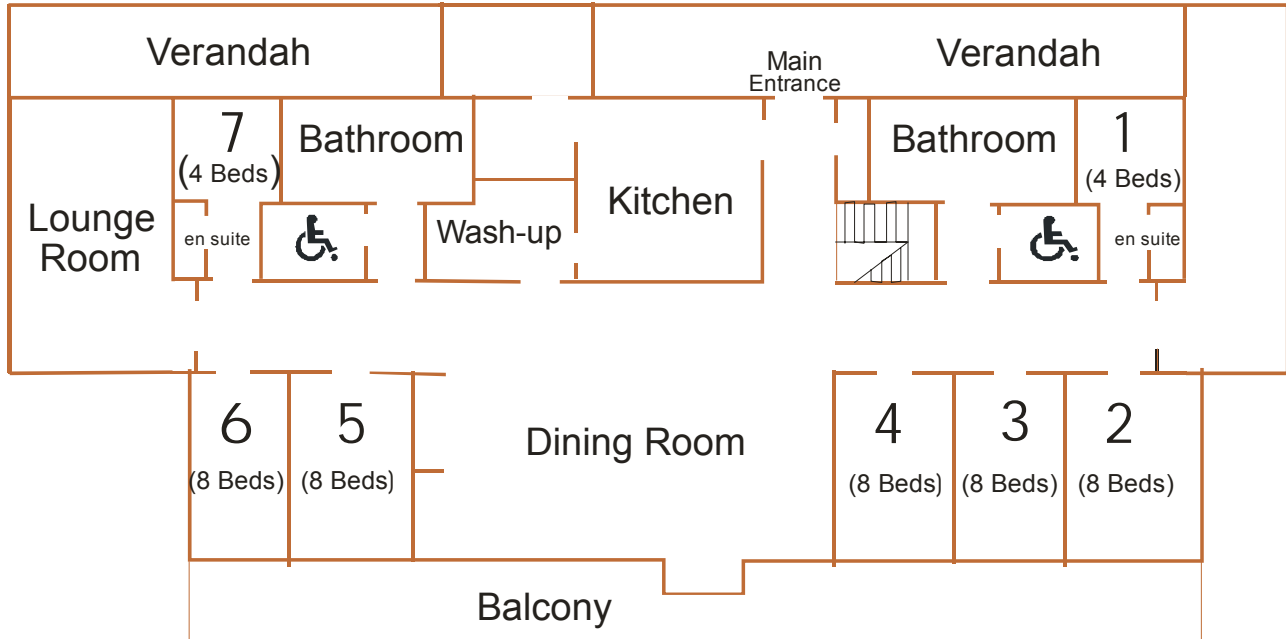 Verandah
Main
Entrance
Verandah
7
(4 Beds)
Bathroom
Bathroom
1
(4 Beds)
Lounge
Room
en suite
Wash-up
Kitchen
en suite
6
(8 Beds)
5
(8 Beds)
Dining Room
4
(8 Beds)
3
(8 Beds)
2
(8 Beds)
Balcony